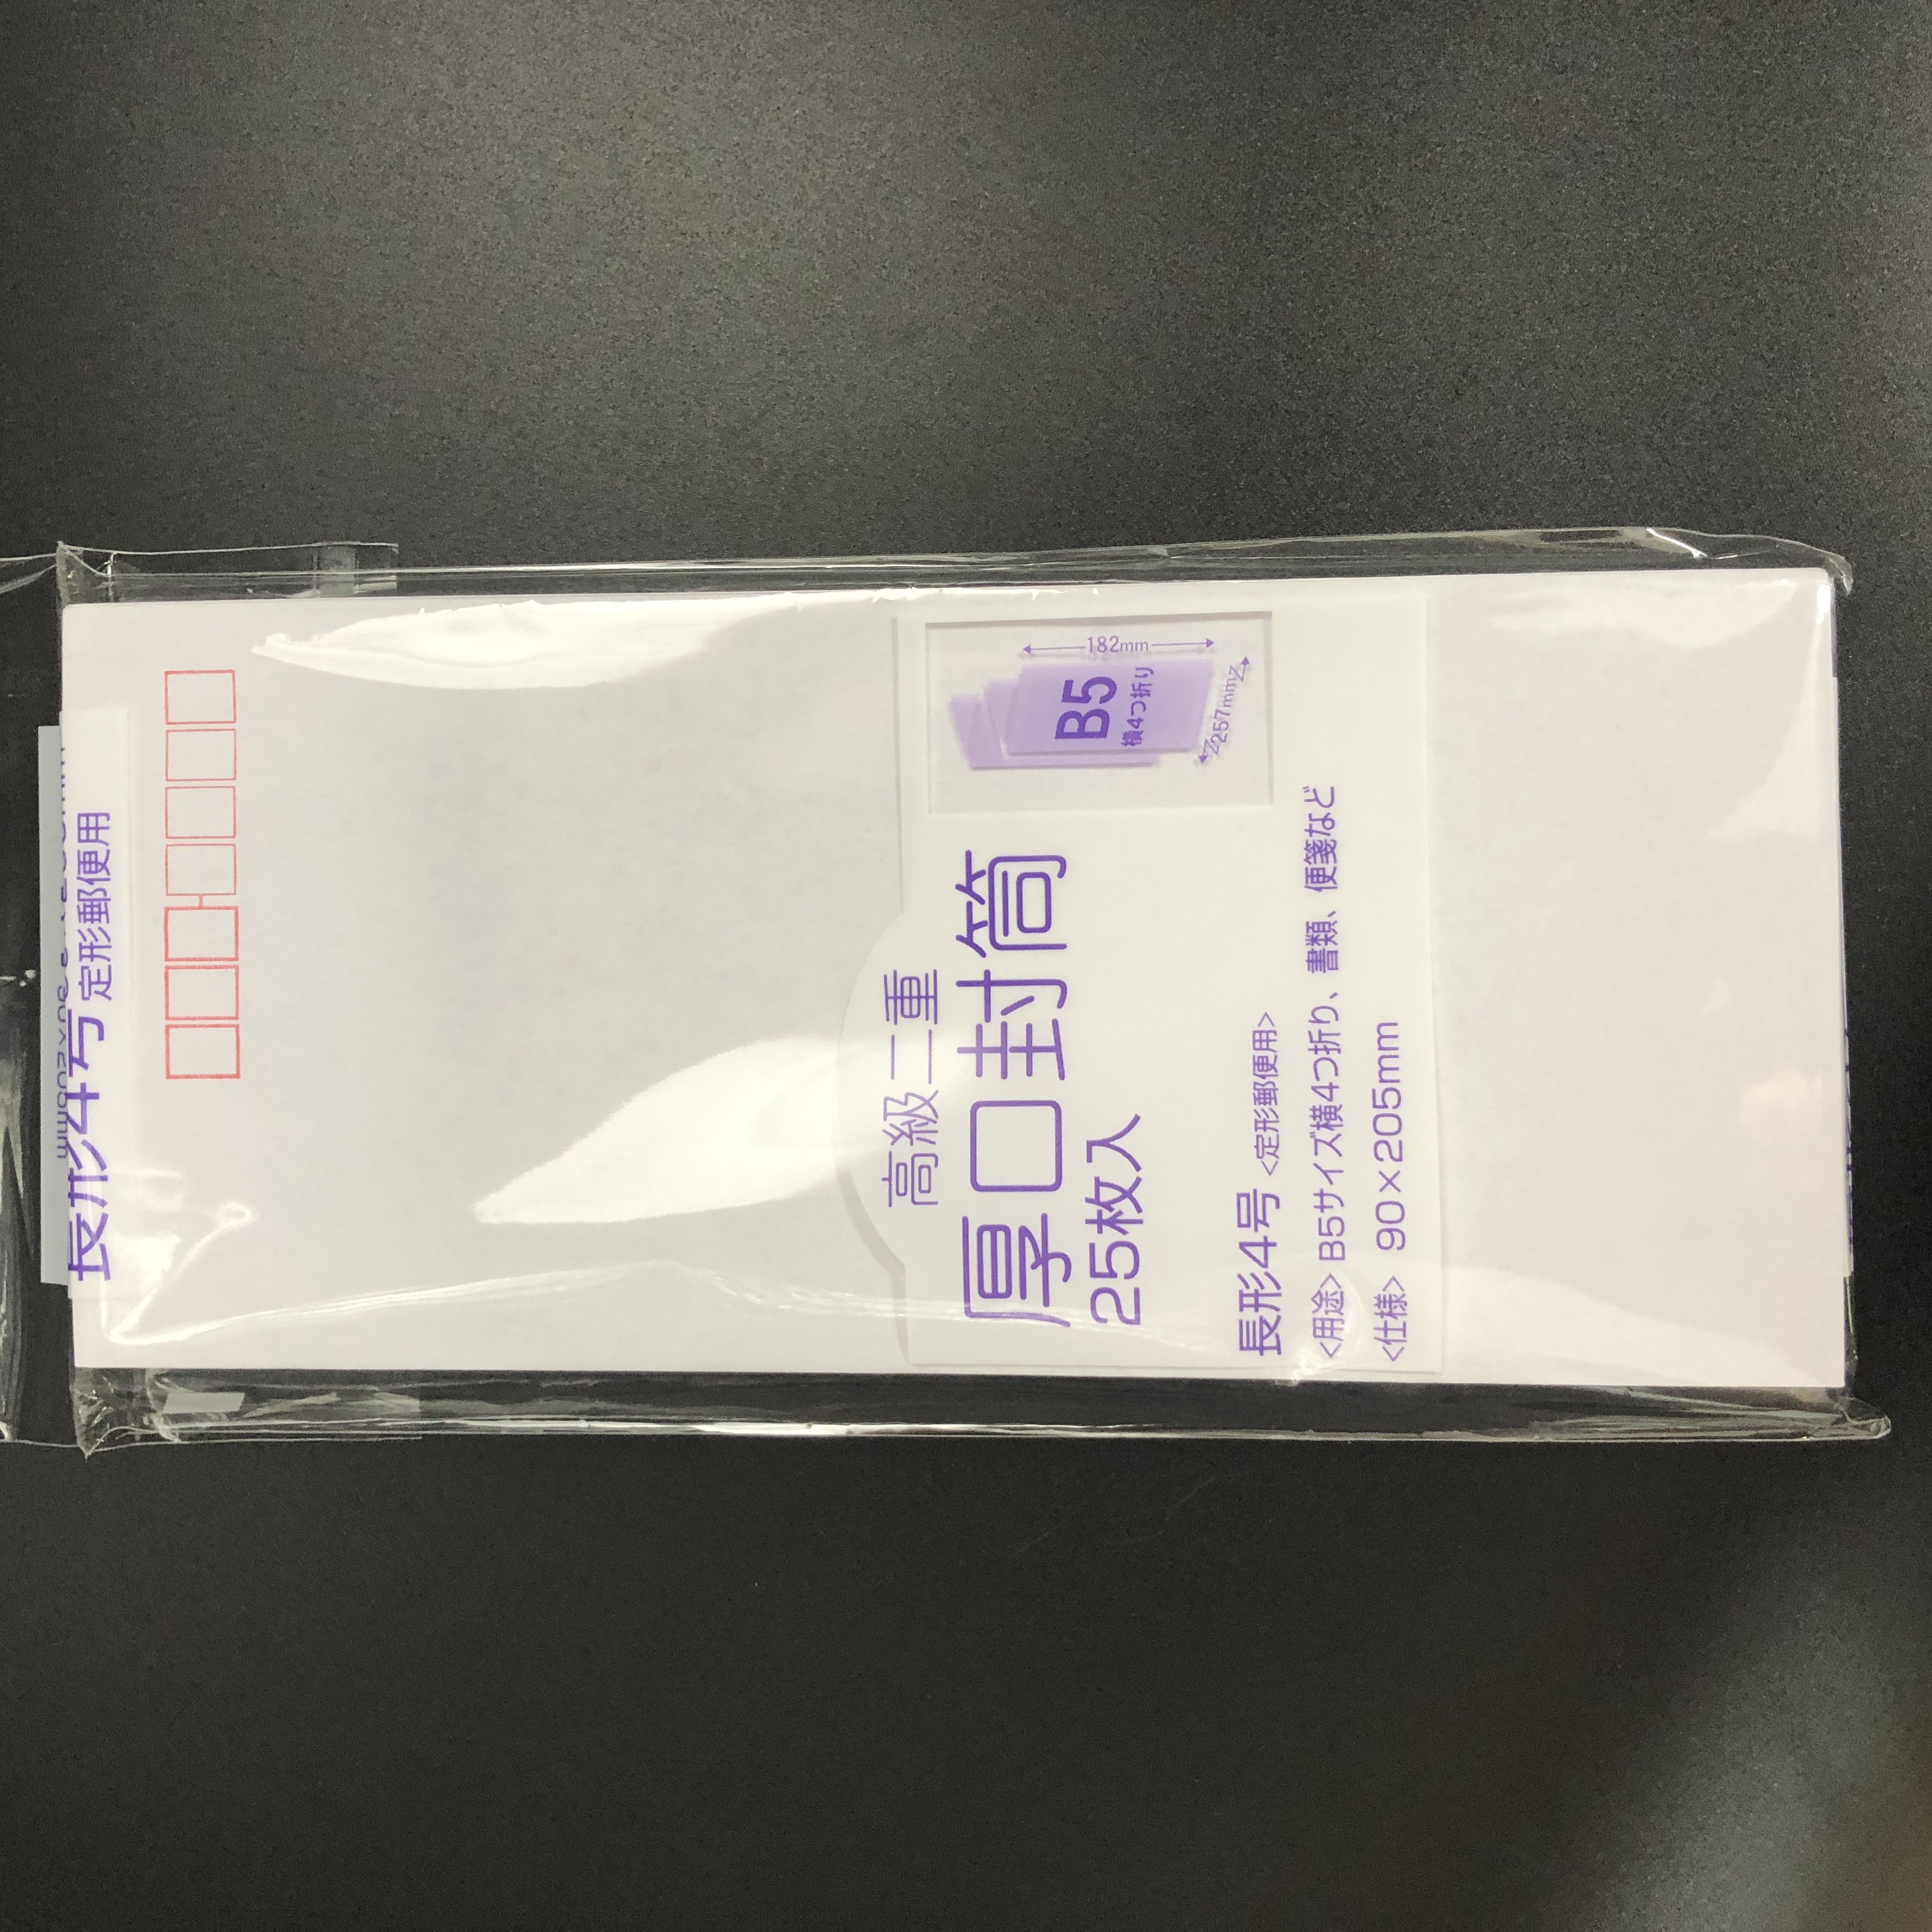 長形4号 定形郵便用
高級二重
厚口封筒
25枚入
182mm
B5
横4つ折り
257mm
長形4号 <定形郵便用>
<用途> B5サイズ横4つ折り、書類、便箋など
<仕様> 90×205mm